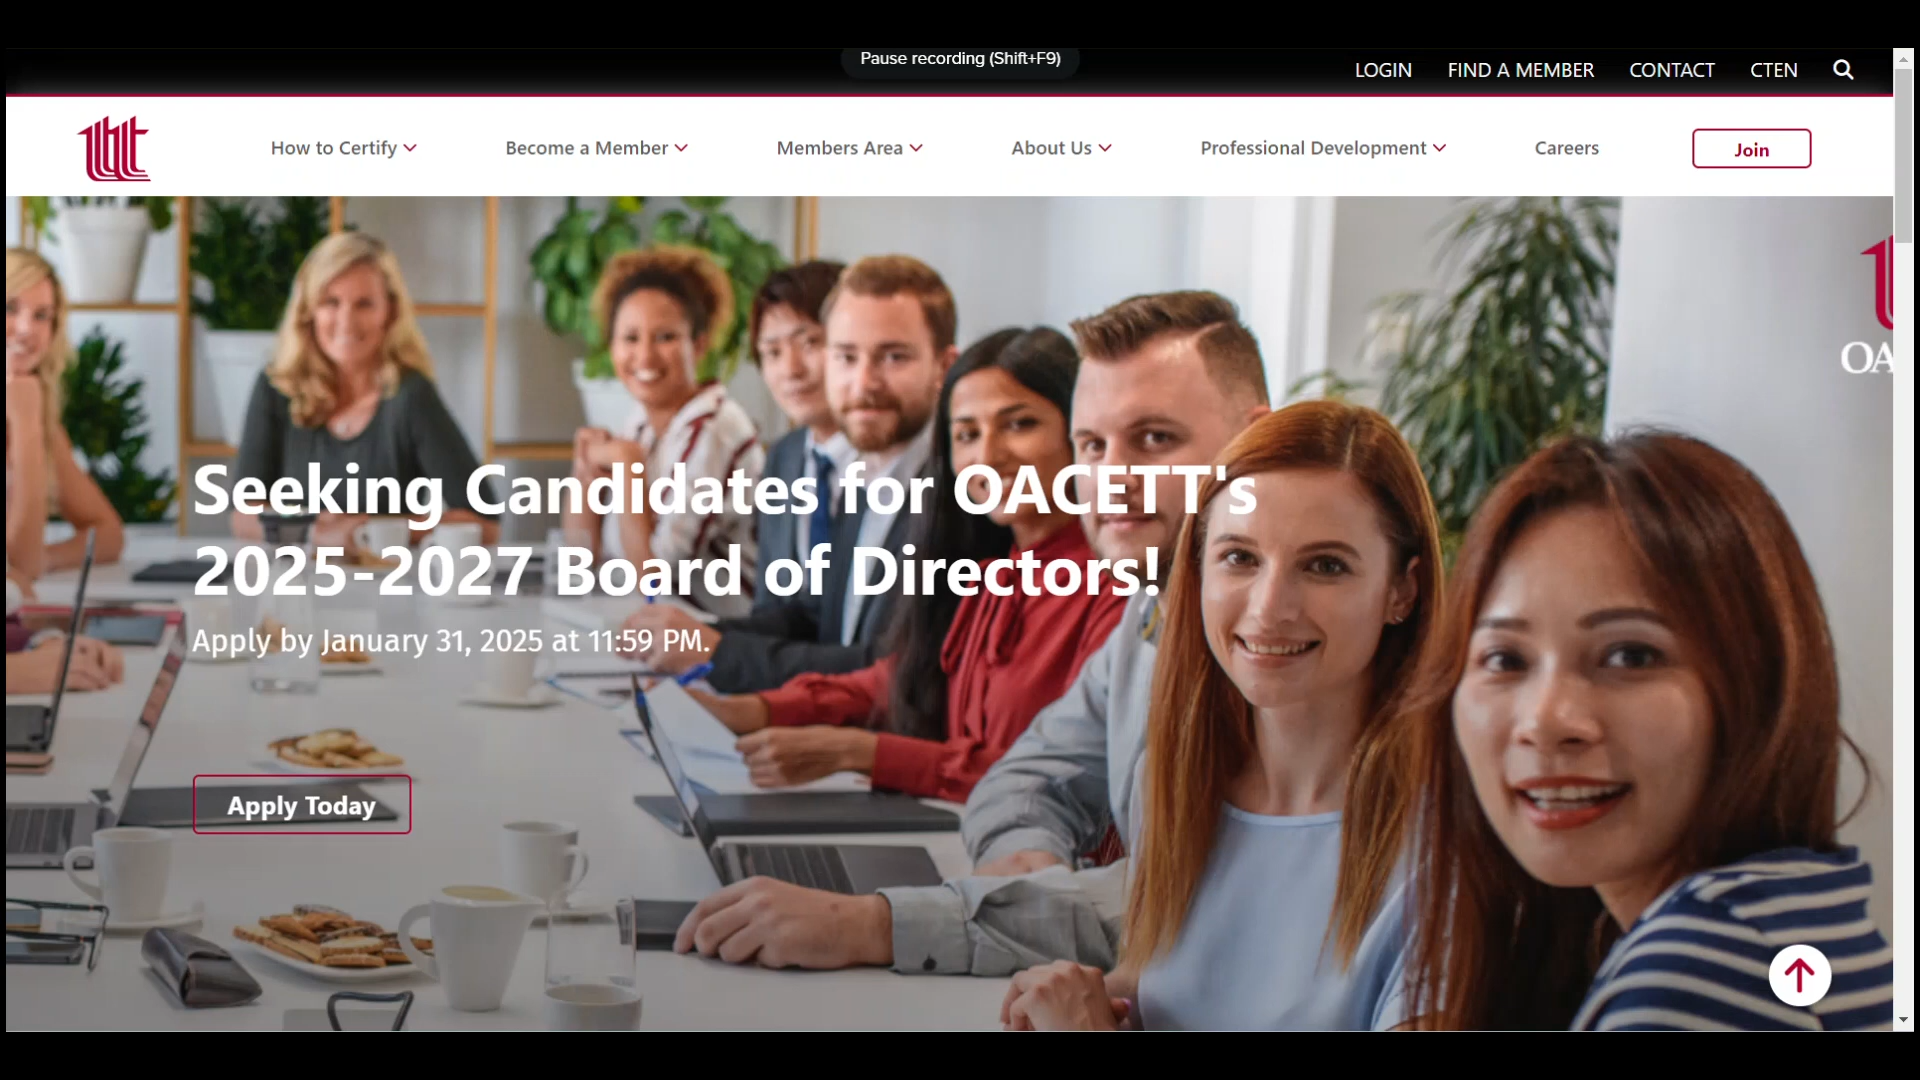 Pause recording (Shift+F9)
LOGIN FIND A MEMBER CONTACT CTEN
How to Certify Become a Member Members Area About Us Professional Development Careers Join
OA
Seeking Candidates for OACETT's
2025-2027 Board of Directors!
Apply by January 31, 2025 at 11:59 PM.
Apply Today